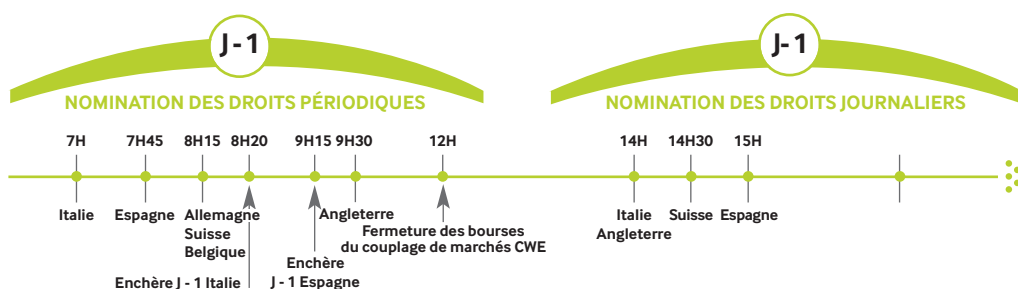 J - 1
J - 1
NOMINATION DES DROITS PÉRIODIQUES
NOMINATION DES DROITS JOURNALIERS
7H 7H45 8H15 8H20 9H15 9H30 12H 14H 14H30 15H
Italie Espagne Allemagne Angleterre Italie Suisse Espagne
Suisse
Belgique
Fermeture des bourses
du couplage de marchés CWE
Angleterre
Enchère
J - 1 Espagne
Enchère J - 1 Italie